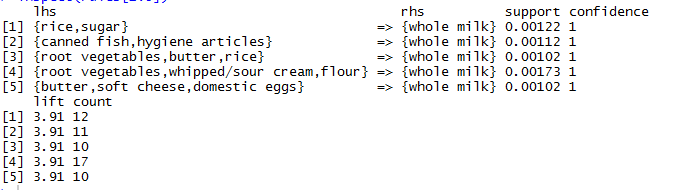 lhs rhs support confidence
[1] {rice,sugar} => {whole milk} 0.00122 1
[2] {canned fish,hygiene articles} => {whole milk} 0.00112 1
[3] {root vegetables,butter,rice} => {whole milk} 0.00102 1
[4] {root vegetables,whipped/sour cream,flour} => {whole milk} 0.00173 1
[5] {butter,soft cheese,domestic eggs} => {whole milk} 0.00102 1
lift count
[1] 3.91 12
[2] 3.91 11
[3] 3.91 10
[4] 3.91 17
[5] 3.91 10